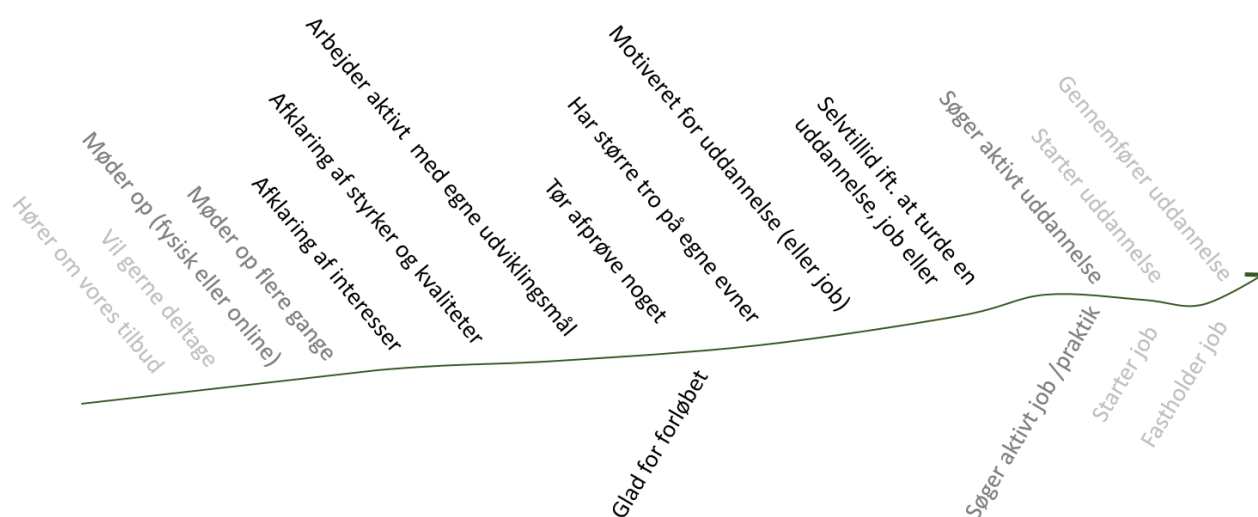 Hører om vores tilbud
Vil gerne deltage
Møder op (fysisk eller online)
Møder op flere gange
Afklaring af interesser
Afklaring af styrker og kvaliteter
Arbejder aktivt  med egne udviklingsmål
Tør afprøve noget
Har større tro på egne evner
Motiveret for uddannelse (eller job)
Selvtillid ift. at turde en
uddannelse, job eller
Søger aktivt uddannelse
Starter uddannelse
Gennemfører uddannelse
Glad for forløbet
Søger aktivt job /praktik
Starter job
Fastholder job